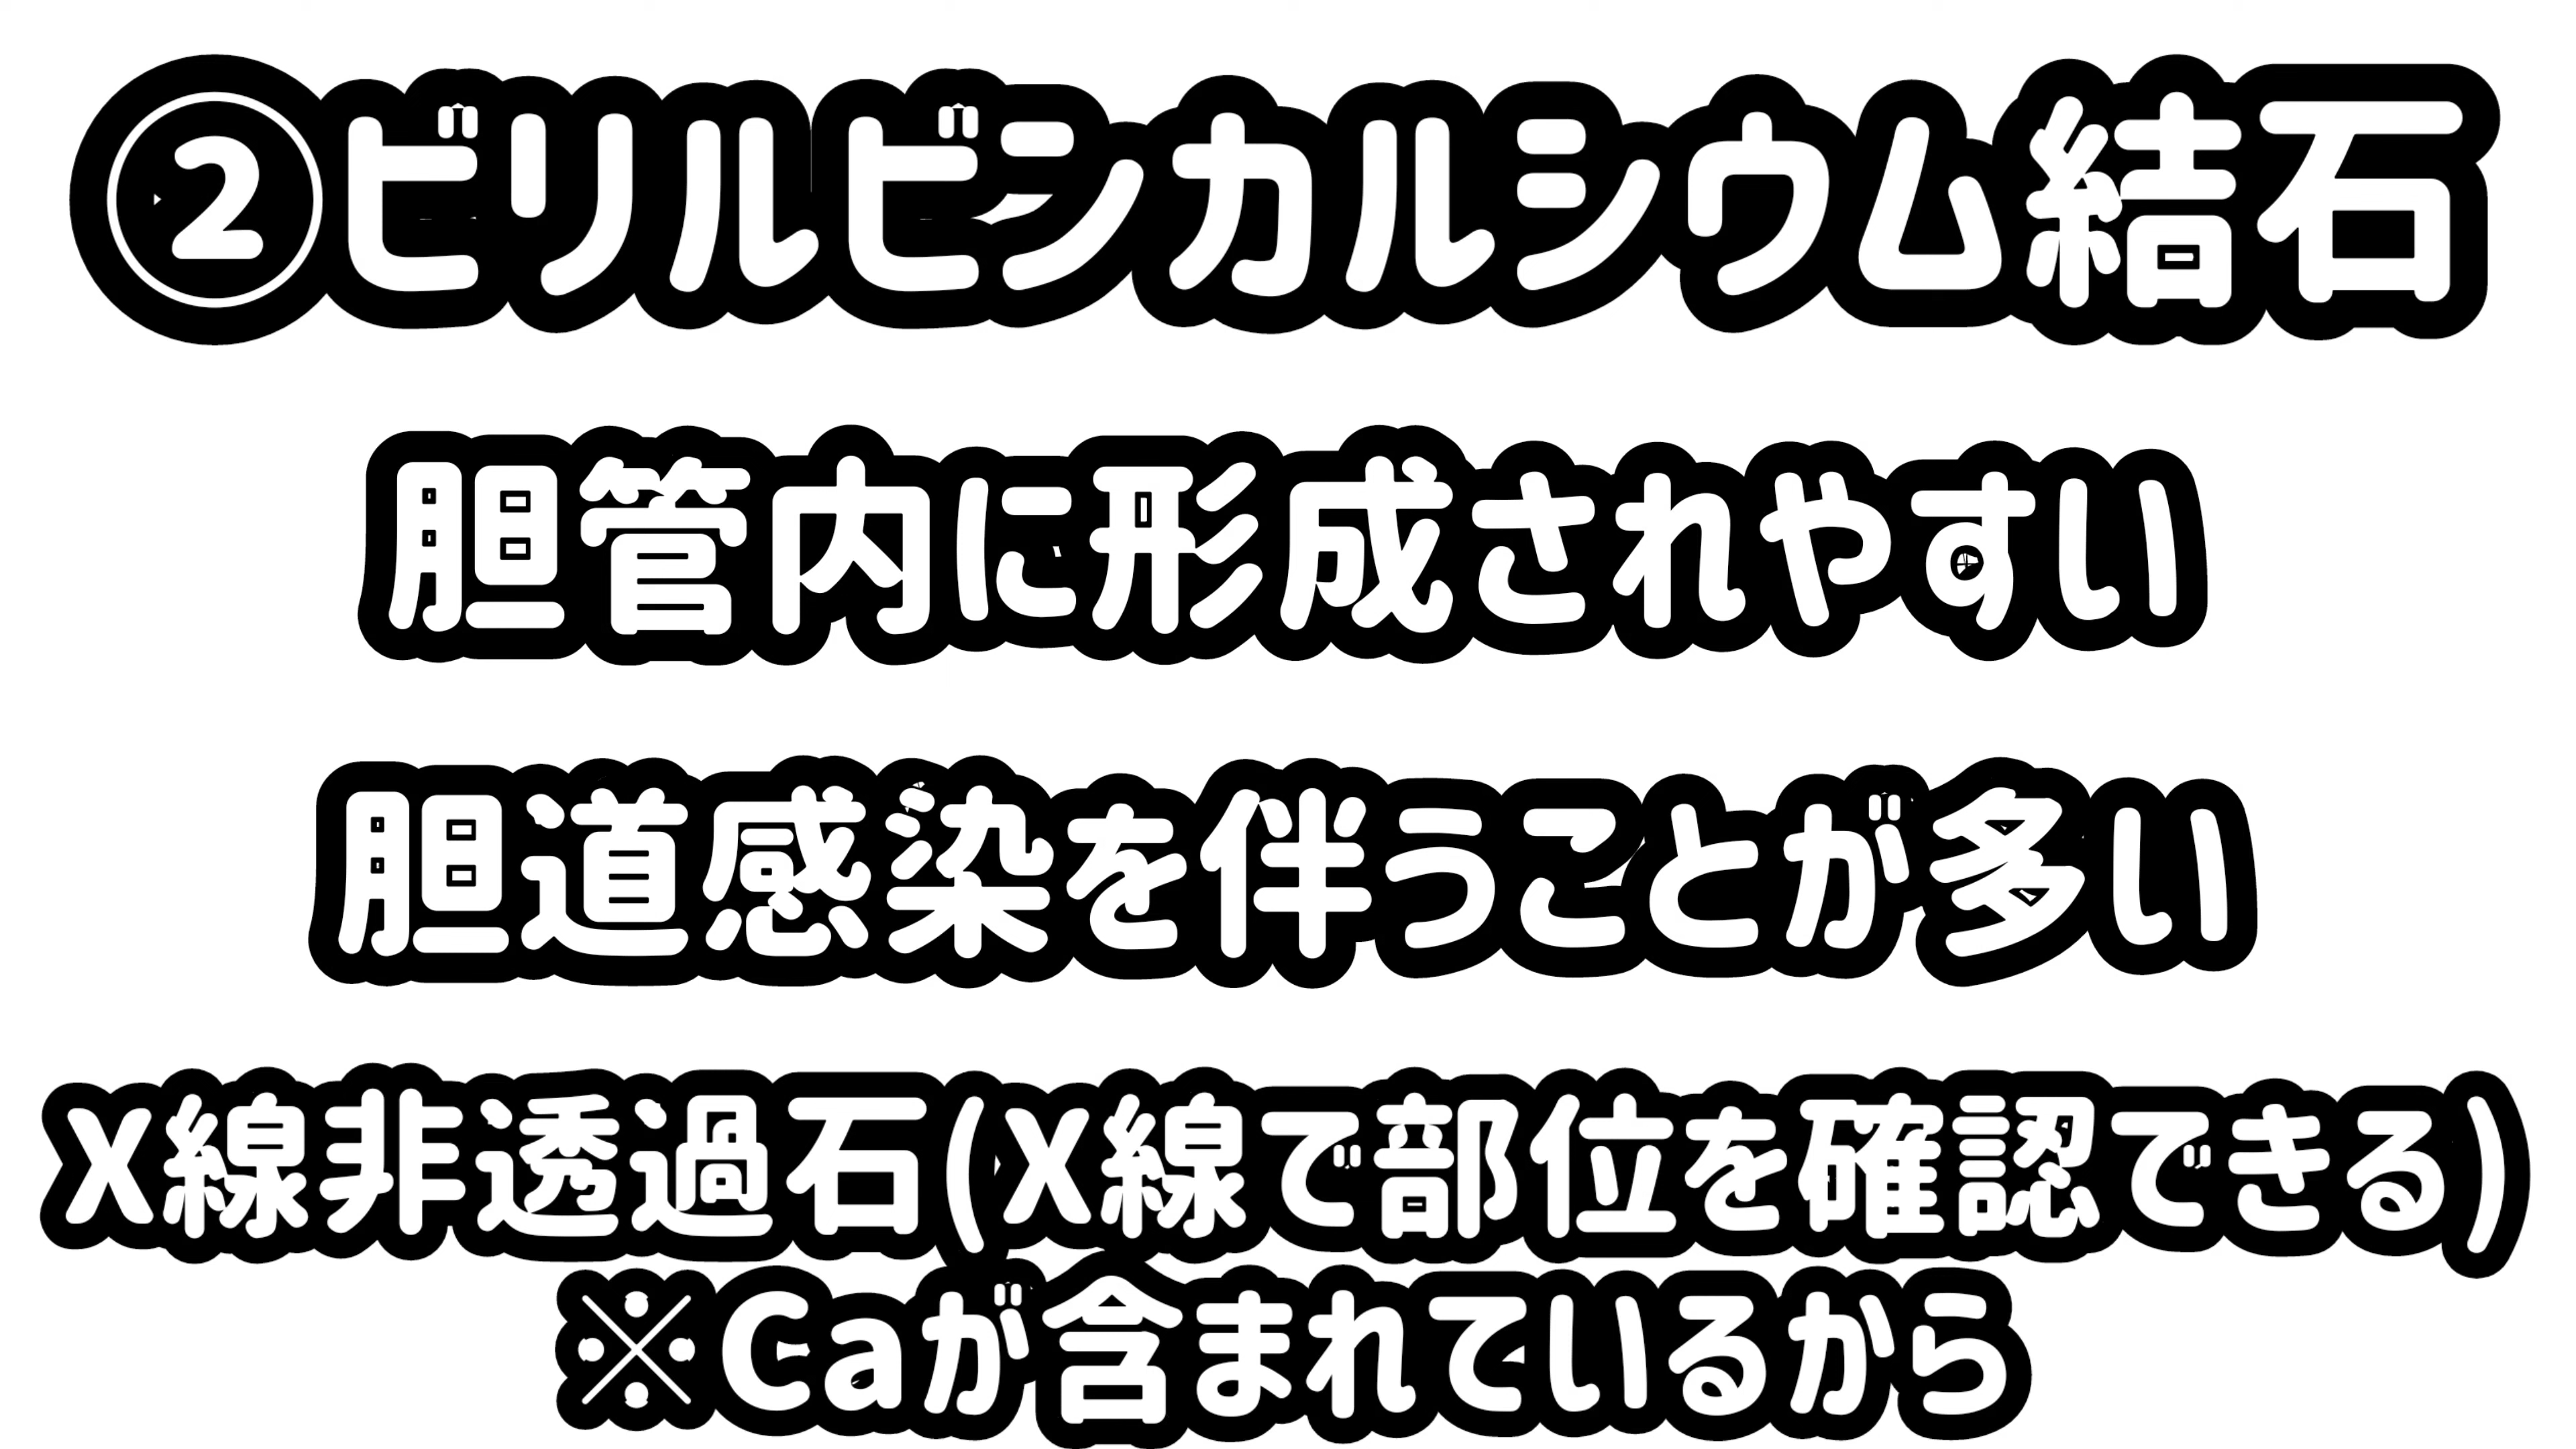 ②ビリルビンカルシウム結石
胆管内に形成されやすい
胆道感染を伴うことが多い
X線非透過石(X線で部位を確認できる)
※Caが含まれているから